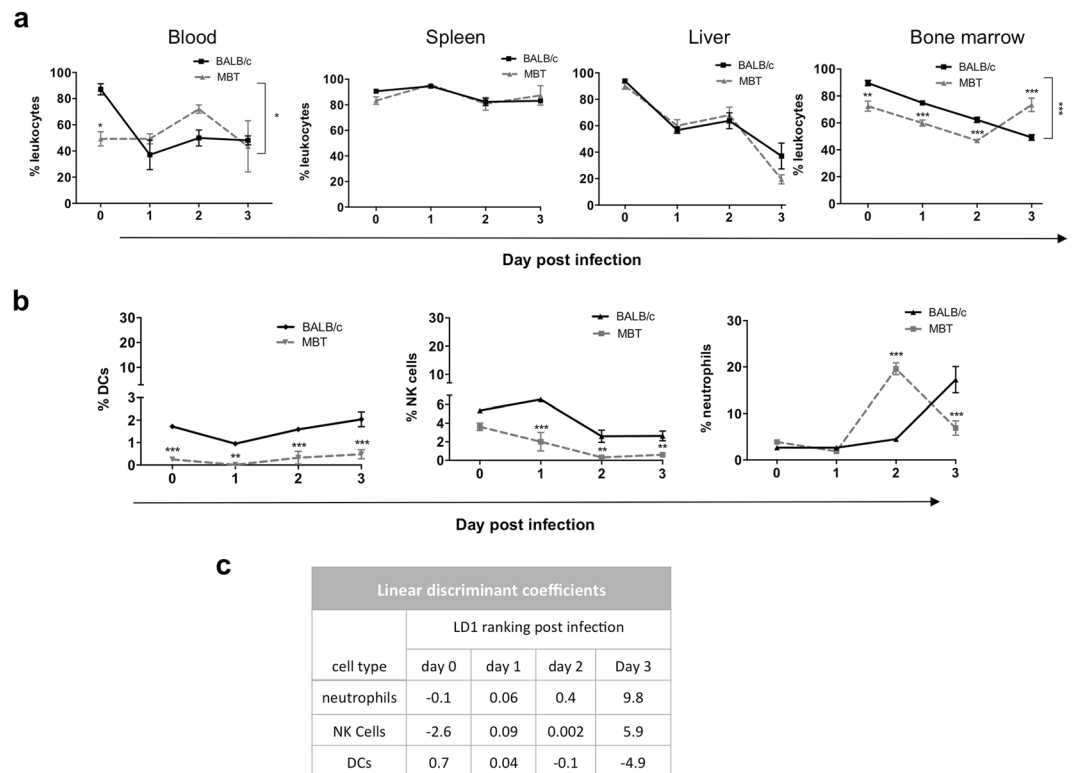 a
Blood
Spleen
Liver
Bone marrow
BALB/c
MBT
BALB/c
MBT
BALB/c
MBT
BALB/c
MBT
% leukocytes
100
80
60
40
20
0
*
*
0 1 2 3
% leukocytes
100
80
60
40
20
0
0 1 2 3
% leukocytes
100
80
60
40
20
0
0 1 2 3
% leukocytes
100
80
60
40
20
0
**
***
***
***
***
0 1 2 3
Day post infection
b
BALB/c
MBT
% DCs
30
20
10
3
2
1
0
***
**
***
***
0 1 2 3
BALB/c
MBT
% NK cells
30
20
10
6
4
2
0
***
**
**
0 1 2 3
BALB/c
MBT
% neutrophils
30
20
10
0
***
***
0 1 2 3
Day post infection
c
Linear discriminant coefficients
LD1 ranking post infection
cell type day 0 day 1 day 2 Day 3
neutrophils -0.1 0.06 0.4 9.8
NK Cells -2.6 0.09 0.002 5.9
DCs 0.7 0.04 -0.1 -4.9